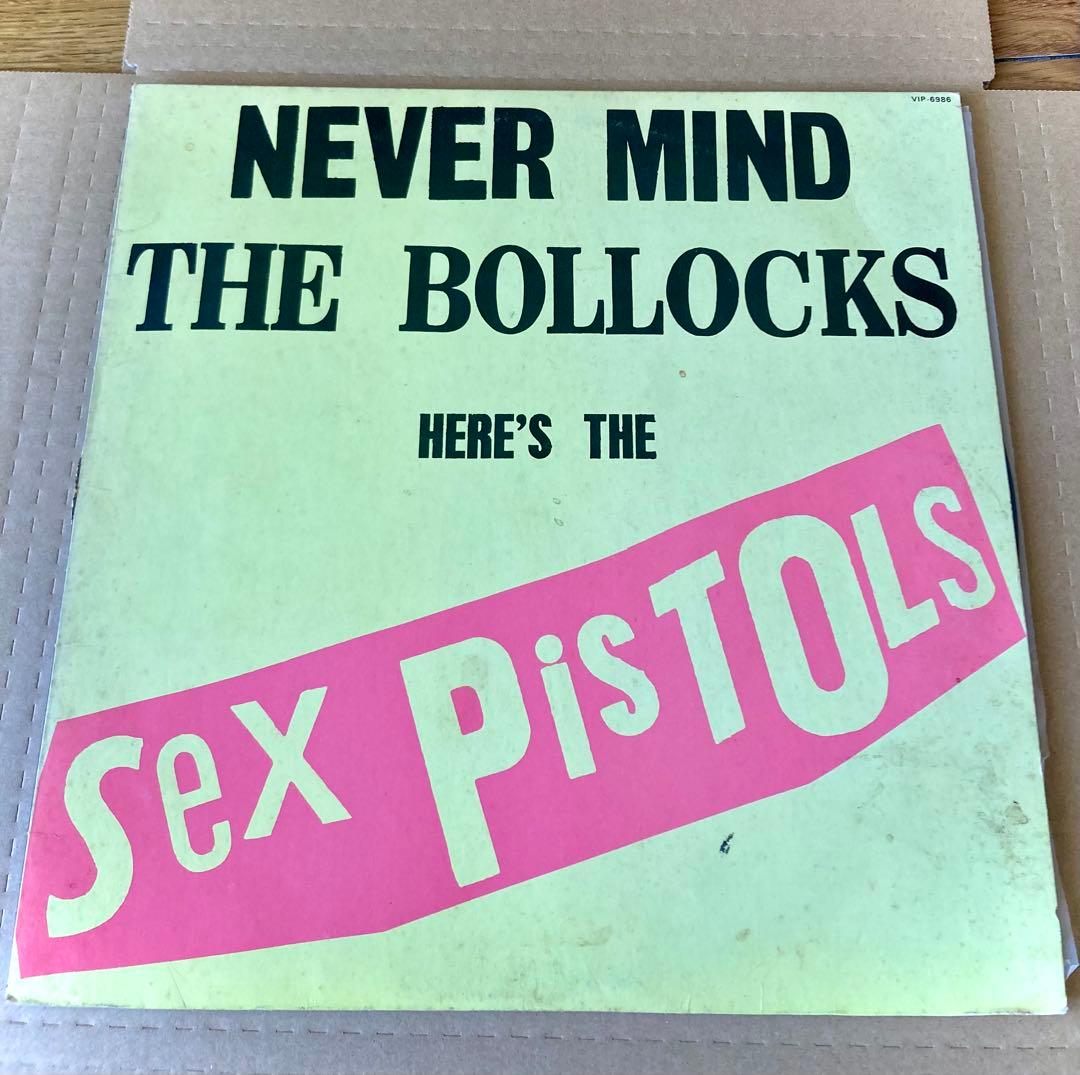 VIP-6986
NEVER MIND
THE BOLLOCKS
HERE'S THE
Sex PiSTOLS